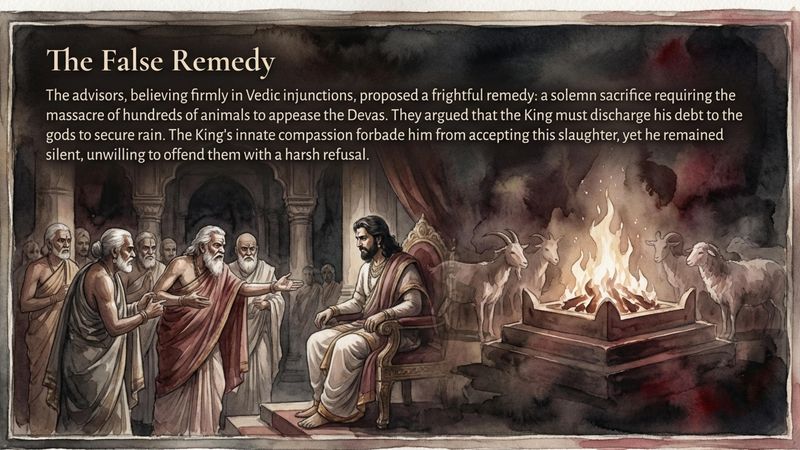 The False Remedy
The advisors, believing firmly in Vedic injunctions, proposed a frightful remedy: a solemn sacrifice requiring the
massacre of hundreds of animals to appease the Devas. They argued that the King must discharge his debt to the
gods to secure rain. The King's innate compassion forbade him from accepting this slaughter, yet he remained
silent, unwilling to offend them with a harsh refusal.